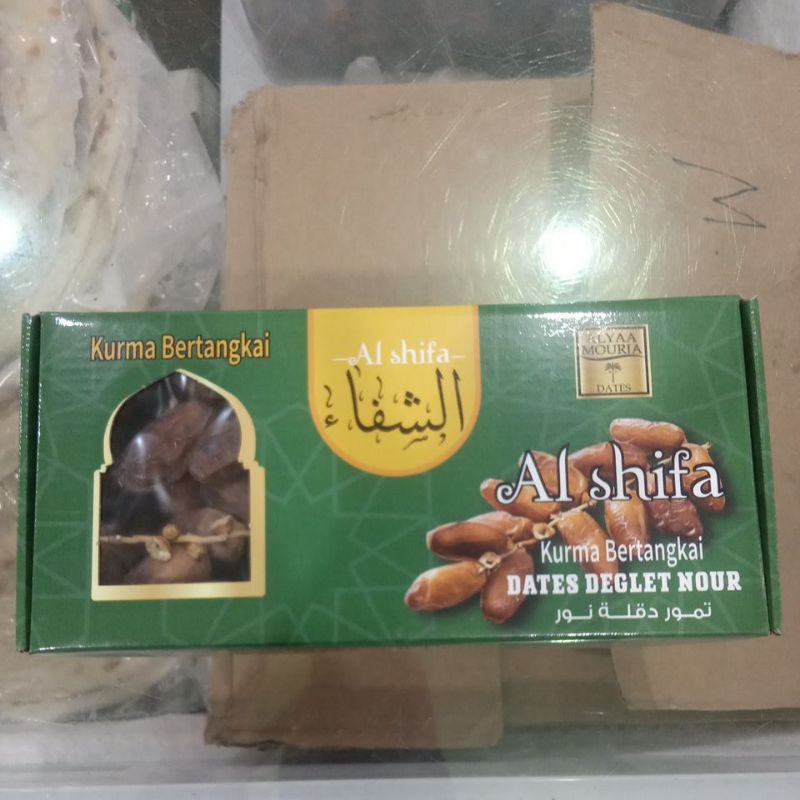 Kurma Bertangkai
Al shifa
الشفاء
ALYAA
MOURIA
DATES
Al shifa
Kurma Bertangkai
DATES DEGLET NOUR
تمور دقلة نور
M